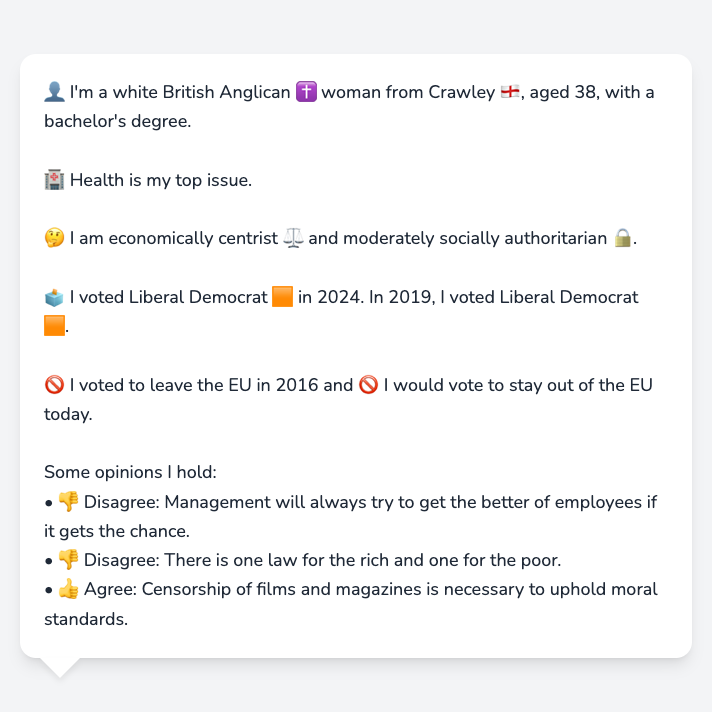 👤 I'm a white British Anglican ✝️ woman from Crawley 🏴󠁧󠁢󠁥󠁮󠁧󠁿, aged 38, with a
bachelor's degree.
🏥 Health is my top issue.
🤔 I am economically centrist ⚖️ and moderately socially authoritarian 🔒.
🗳️ I voted Liberal Democrat 🟧 in 2024. In 2019, I voted Liberal Democrat
🟧.
🚫 I voted to leave the EU in 2016 and 🚫 I would vote to stay out of the EU
today.
Some opinions I hold:
• 👎 Disagree: Management will always try to get the better of employees if
it gets the chance.
• 👎 Disagree: There is one law for the rich and one for the poor.
• 👍 Agree: Censorship of films and magazines is necessary to uphold moral
standards.